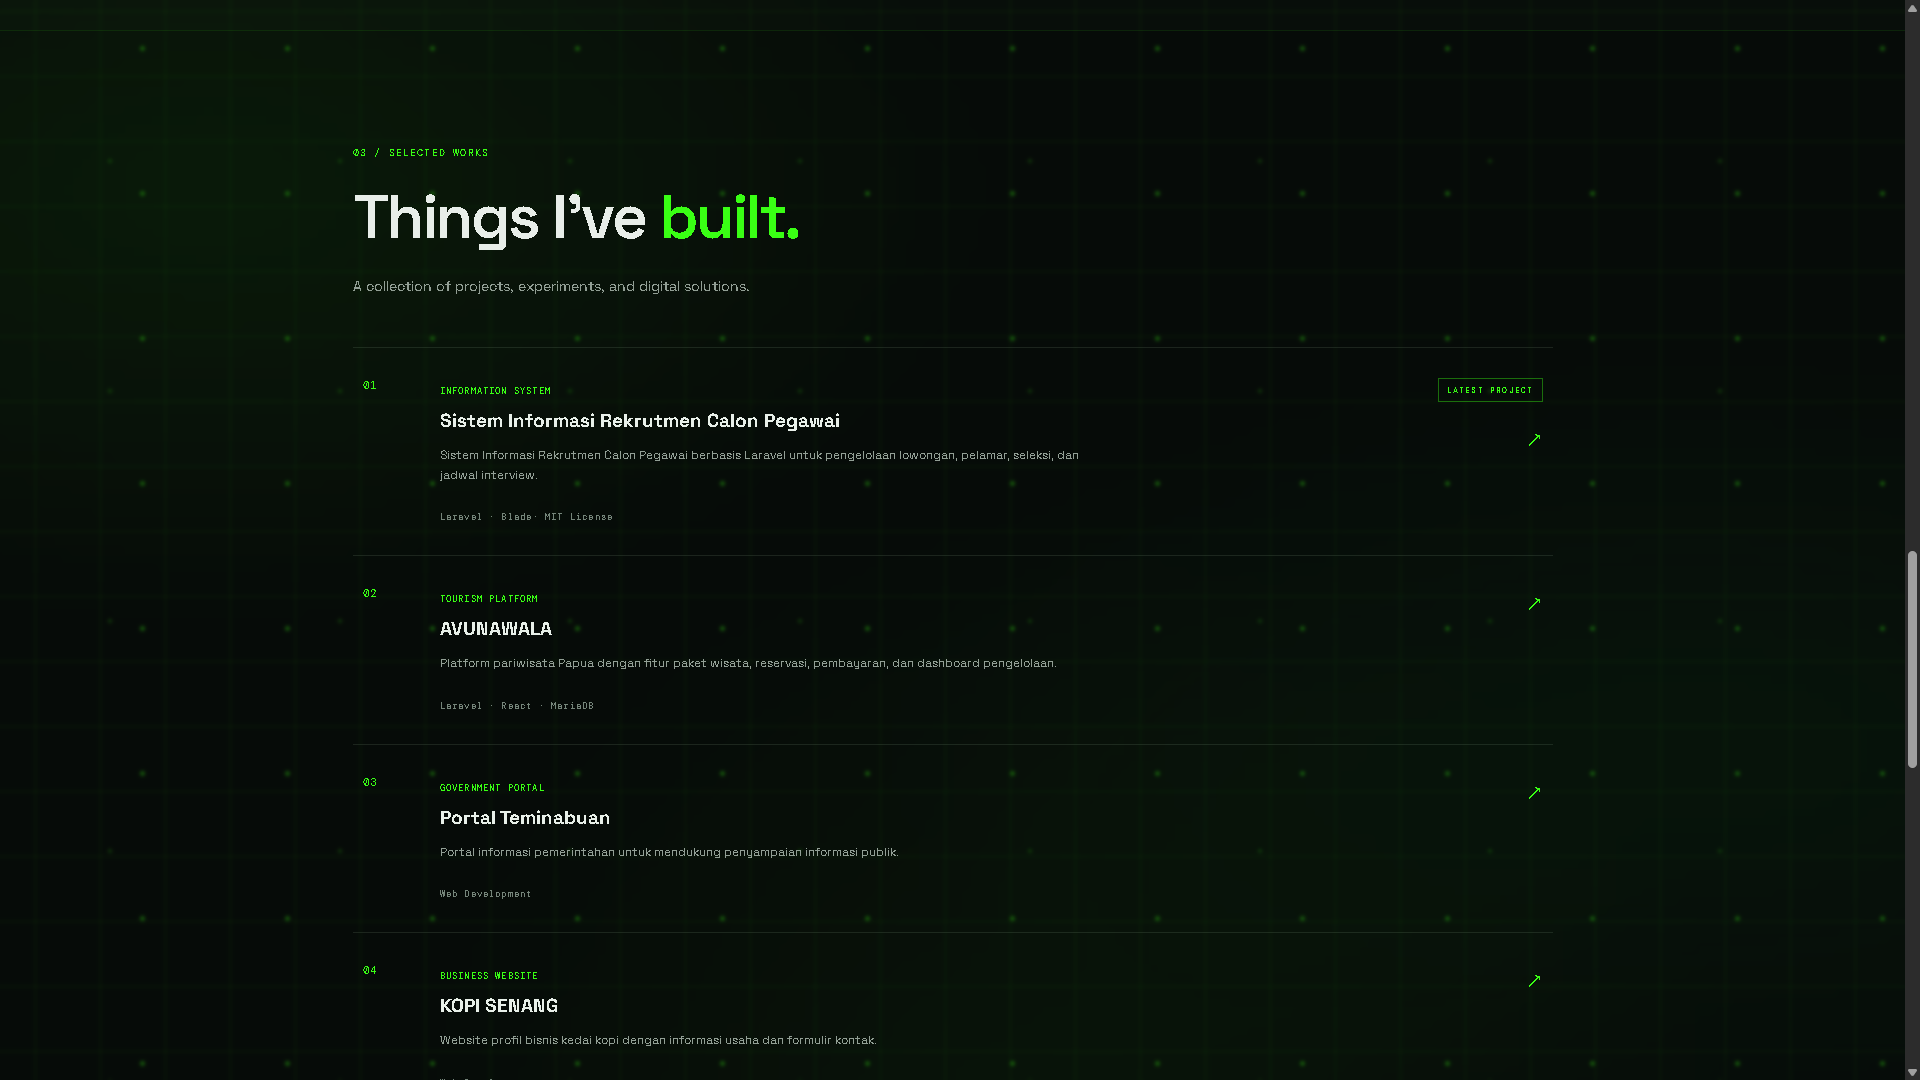 03 / SELECTED WORKS
Things I've built.
A collection of projects, experiments, and digital solutions.
01
INFORMATION SYSTEM
LATEST PROJECT
Sistem Informasi Rekrutmen Calon Pegawai
↗
Sistem Informasi Rekrutmen Calon Pegawai berbasis Laravel untuk pengelolaan lowongan, pelamar, seleksi, dan
jadwal interview.
Laravel · Blade· MIT License
02
TOURISM PLATFORM
↗
AVUNAWALA
Platform pariwisata Papua dengan fitur paket wisata, reservasi, pembayaran, dan dashboard pengelolaan.
Laravel · React · MariaDB
03
GOVERNMENT PORTAL
↗
Portal Teminabuan
Portal informasi pemerintahan untuk mendukung penyampaian informasi publik.
Web Development
04
BUSINESS WEBSITE
↗
KOPI SENANG
Website profil bisnis kedai kopi dengan informasi usaha dan formulir kontak.